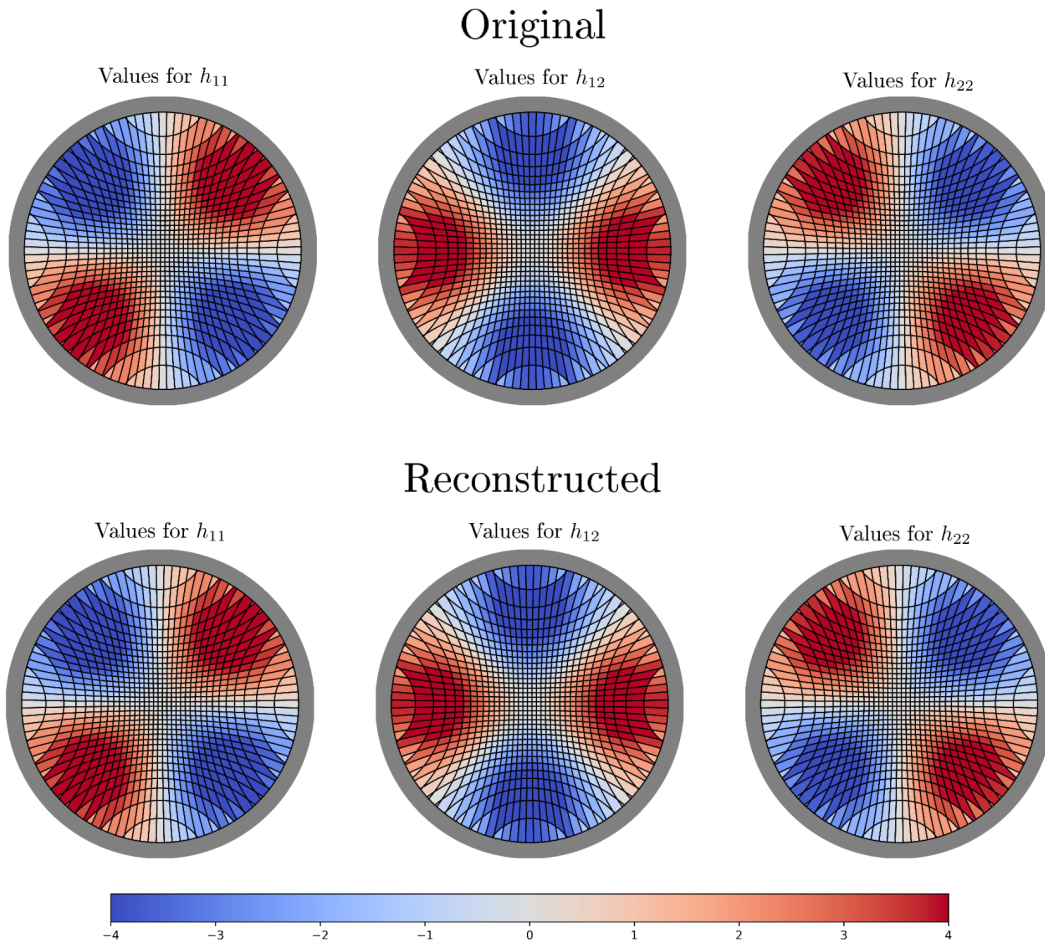 Original
Values for h₁₁
Values for h₁₂
Values for h₂₂
Reconstructed
Values for h₁₁
Values for h₁₂
Values for h₂₂
−4 −3 −2 −1 0 1 2 3 4